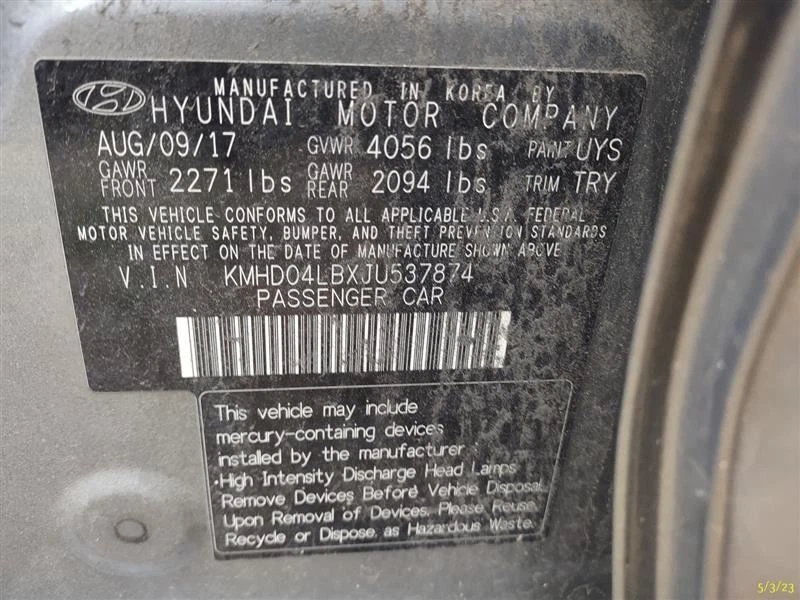 MANUFACTURED IN KOREA BY
HYUNDAI MOTOR COMPANY
AUG/09/17 GVWR 4056 lbs PAINT UYS
GAWR FRONT 2271 lbs GAWR REAR 2094 lbs TRIM TRY
THIS VEHICLE CONFORMS TO ALL APPLICABLE U.S.A. FEDERAL
MOTOR VEHICLE SAFETY, BUMPER, AND THEFT PREVENTION STANDARDS
IN EFFECT ON THE DATE OF MANUFACTURE SHOWN ABOVE
V.I.N KMHD04LBXJU537874
PASSENGER CAR
This vehicle may include
mercury-containing devices
installed by the manufacturer :
·High Intensity Discharge Head Lamps
Remove Devices Before Vehicle Disposal.
Upon Removal of Devices, Please Reuse,
Recycle or Dispose as Hazardous Waste.
5/3/23